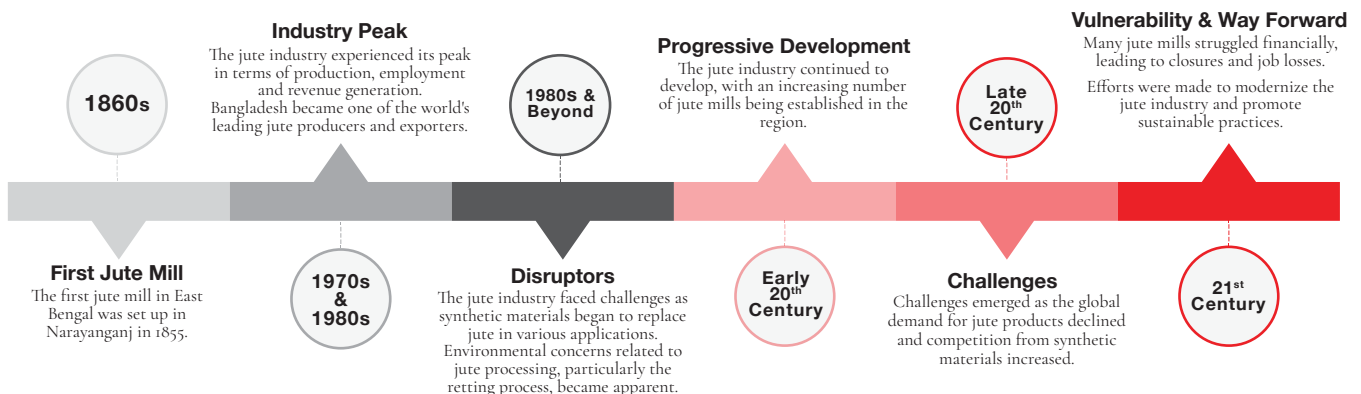 1860s
First Jute Mill
The first jute mill in East
Bengal was set up in
Narayanganj in 1855.
Industry Peak
The jute industry experienced its peak
in terms of production, employment
and revenue generation.
Bangladesh became one of the world's
leading jute producers and exporters.
1970s
&
1980s
1980s &
Beyond
Disruptors
The jute industry faced challenges as
synthetic materials began to replace
jute in various applications.
Environmental concerns related to
jute processing, particularly the
retting process, became apparent.
Progressive Development
The jute industry continued to
develop, with an increasing number
of jute mills being established in the
region.
Early
20th
Century
Late
20th
Century
Challenges
Challenges emerged as the global
demand for jute products declined
and competition from synthetic
materials increased.
Vulnerability & Way Forward
Many jute mills struggled financially,
leading to closures and job losses.
Efforts were made to modernize the
jute industry and promote
sustainable practices.
21st
Century